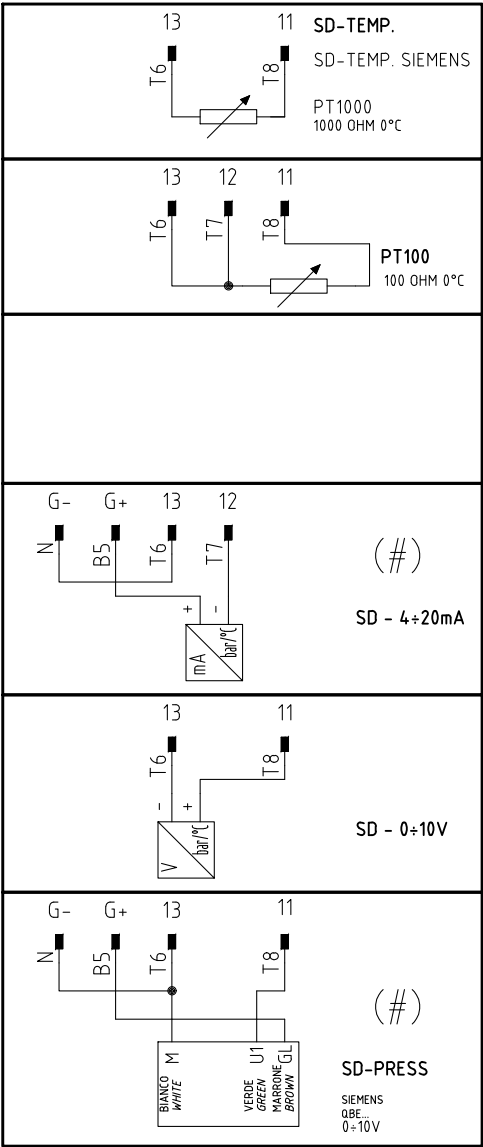 13 11 SD-TEMP.
T6 T8 SD-TEMP. SIEMENS
PT1000
1000 OHM 0°C
13 12 11
T6 T7 T8
PT100
100 OHM 0°C
G- G+ 13 12
N B5 T6 T7
(#)
+ -
SD - 4÷20mA
mA bar/°C
13 11
T6 T8
- +
SD - 0÷10V
V bar/°C
G- G+ 13 11
N B5 T6 T8
(#)
M U1 GL
BIANCO
WHITE
VERDE
GREEN
MARRONE
BROWN
SD-PRESS
SIEMENS
QBE...
0÷10V